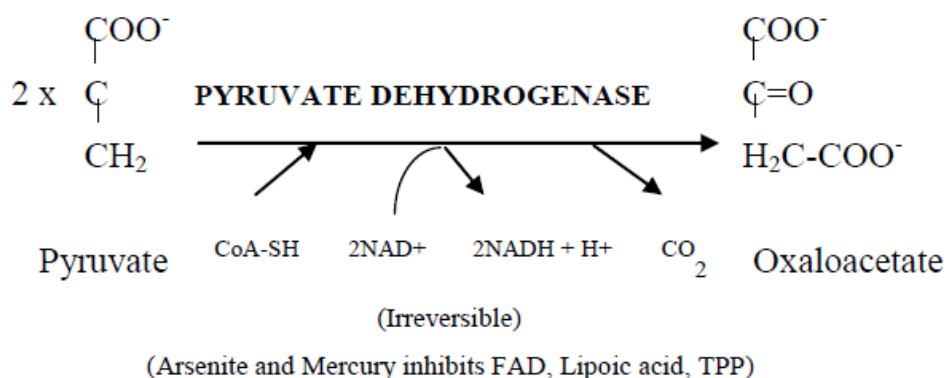 COO⁻ COO⁻
2 x C PYRUVATE DEHYDROGENASE C=O
CH₂ H₂C-COO⁻
Pyruvate CoA-SH 2NAD+ 2NADH + H+ CO₂ Oxaloacetate
(Irreversible)
(Arsenite and Mercury inhibits FAD, Lipoic acid, TPP)